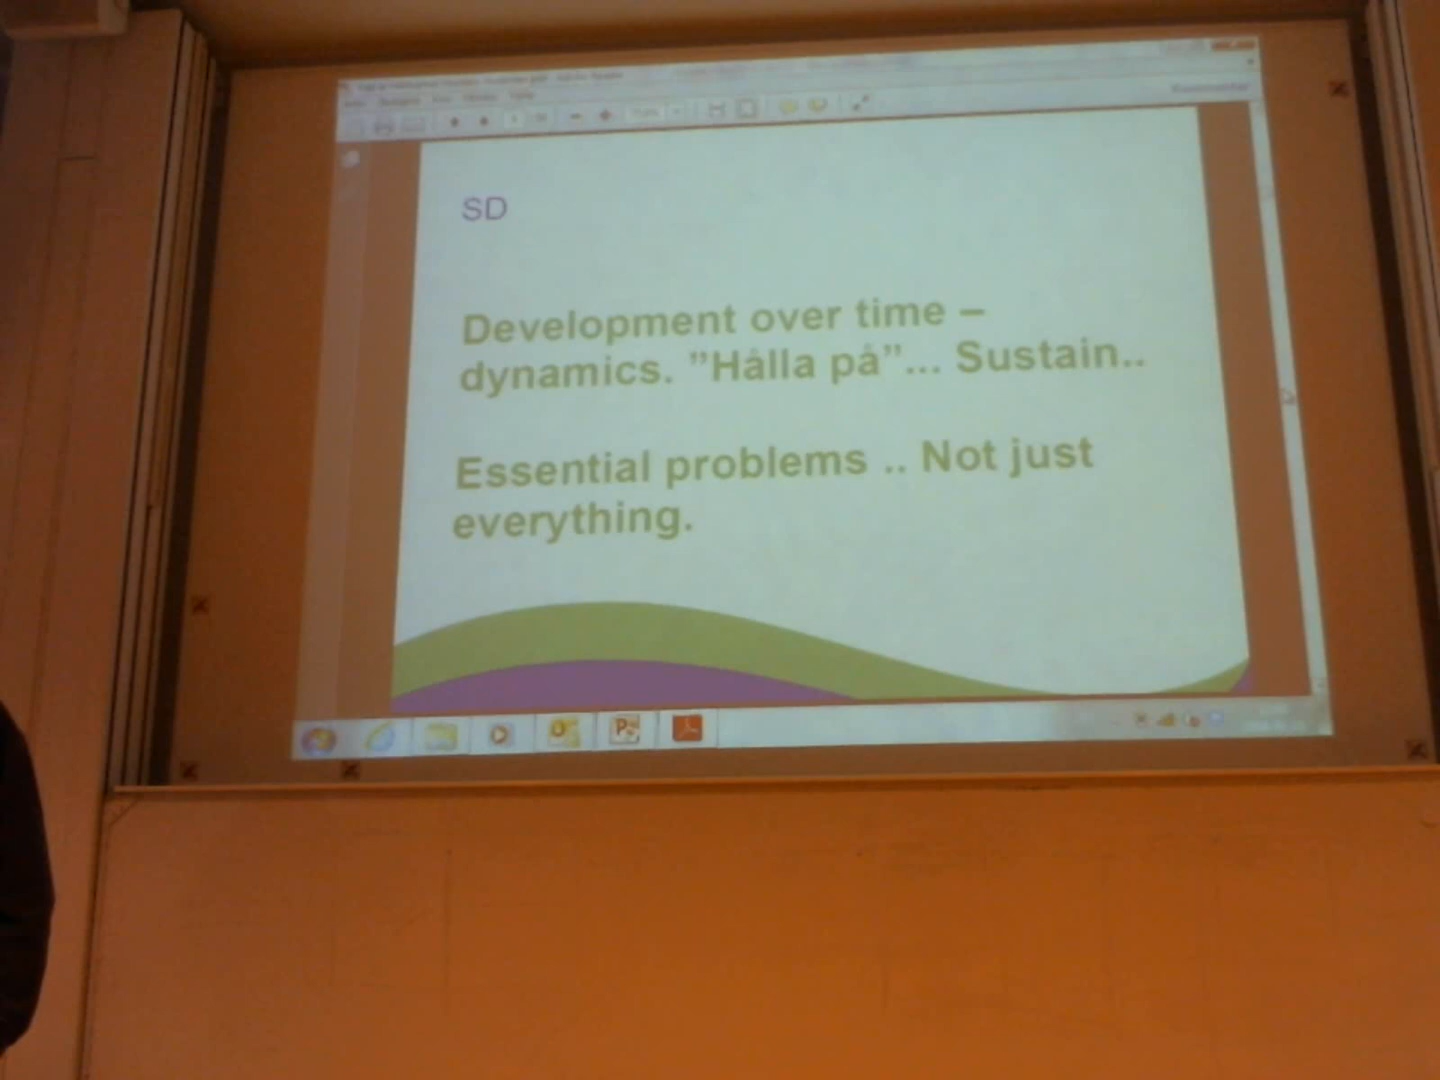 SD
Development over time –
dynamics. ”Hålla på”... Sustain..
Essential problems .. Not just
everything.